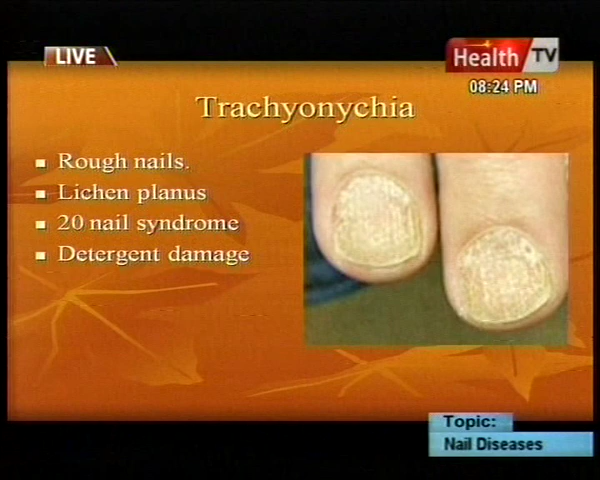 LIVE
Health TV
08:24 PM
Trachyonychia
Rough nails.
Lichen planus
20 nail syndrome
Detergent damage
Topic:
Nail Diseases